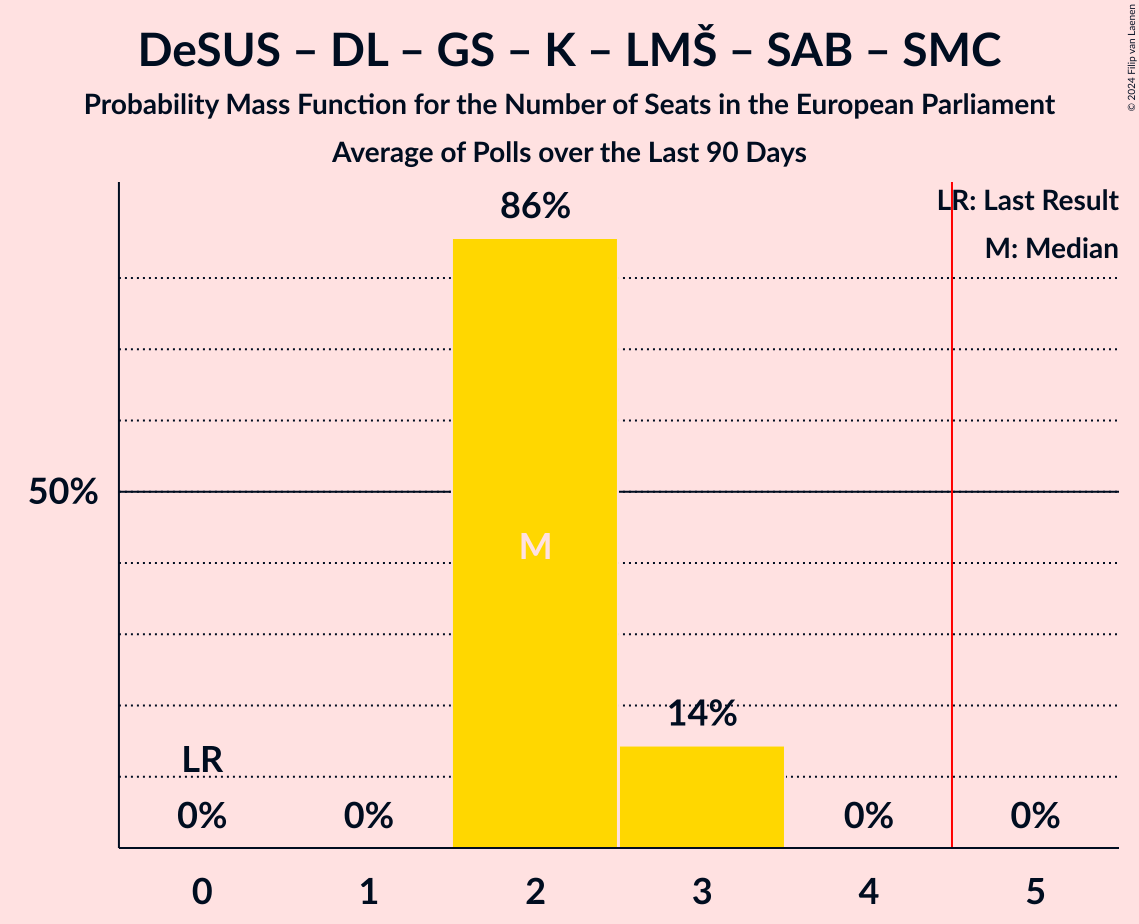 DeSUS – DL – GS – K – LMŠ – SAB – SMC
Probability Mass Function for the Number of Seats in the European Parliament
Average of Polls over the Last 90 Days
© 2024 Filip van Laenen
LR: Last Result
M: Median
86%
50%
M
14%
LR
0%
0%
0%
0%
0
1
2
3
4
5